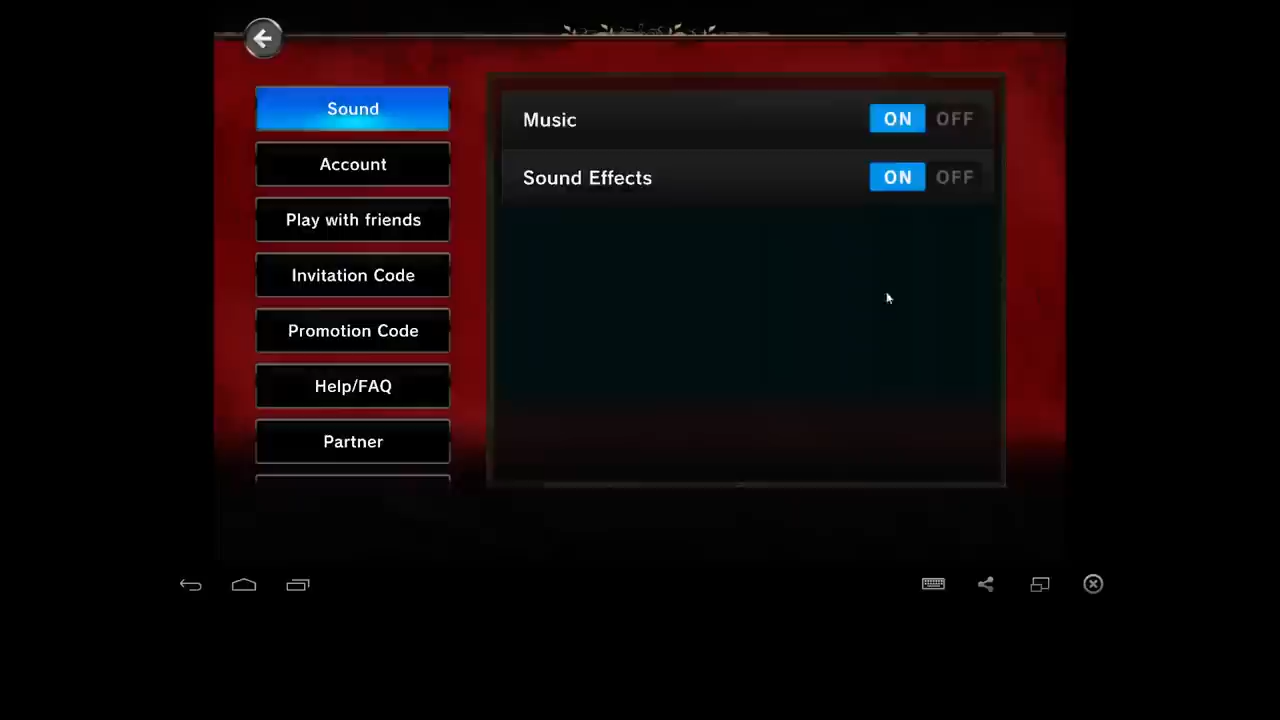 Sound
Account
Play with friends
Invitation Code
Promotion Code
Help/FAQ
Partner
Music ON OFF
Sound Effects ON OFF